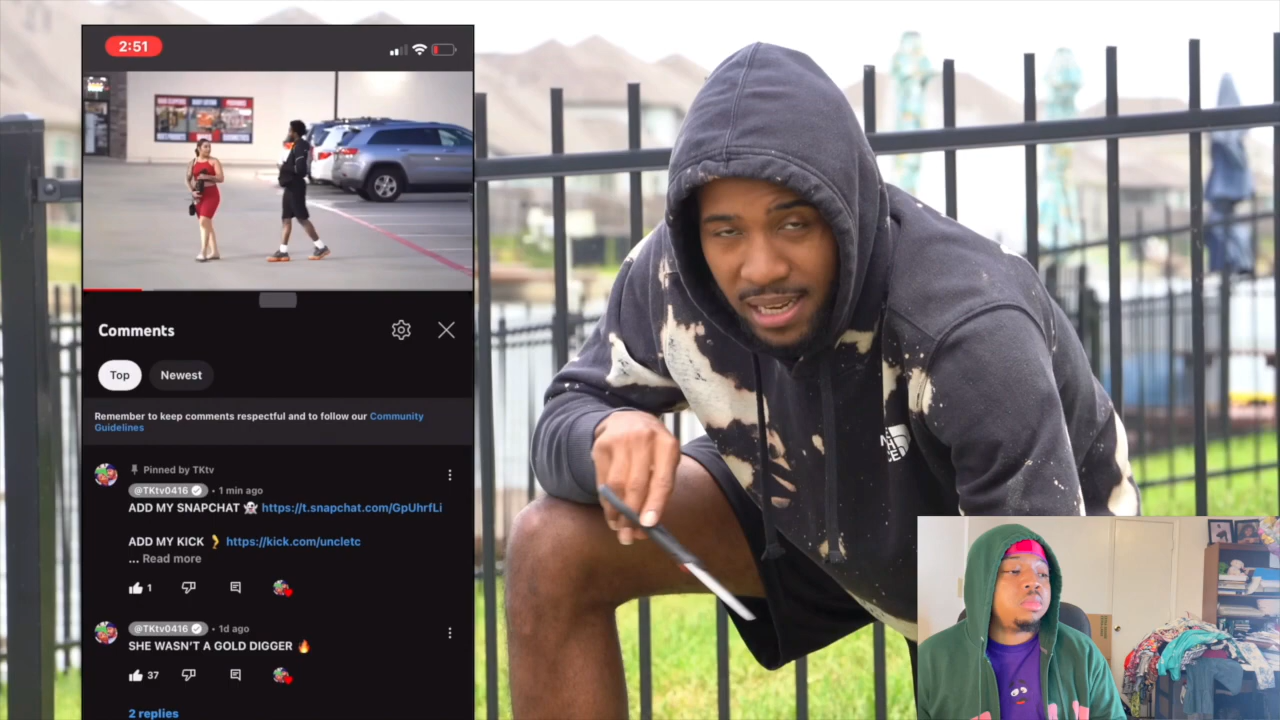 2:51
Comments
Top
Newest
Remember to keep comments respectful and to follow our Community
Guidelines
Pinned by TKtv
@TKtv0416 • 1 min ago
ADD MY SNAPCHAT 👻 https://t.snapchat.com/GpUhrfLi
ADD MY KICK 🦵 https://kick.com/uncletc
... Read more
1
@TKtv0416 • 1d ago
SHE WASN'T A GOLD DIGGER 🔥
37
2 replies